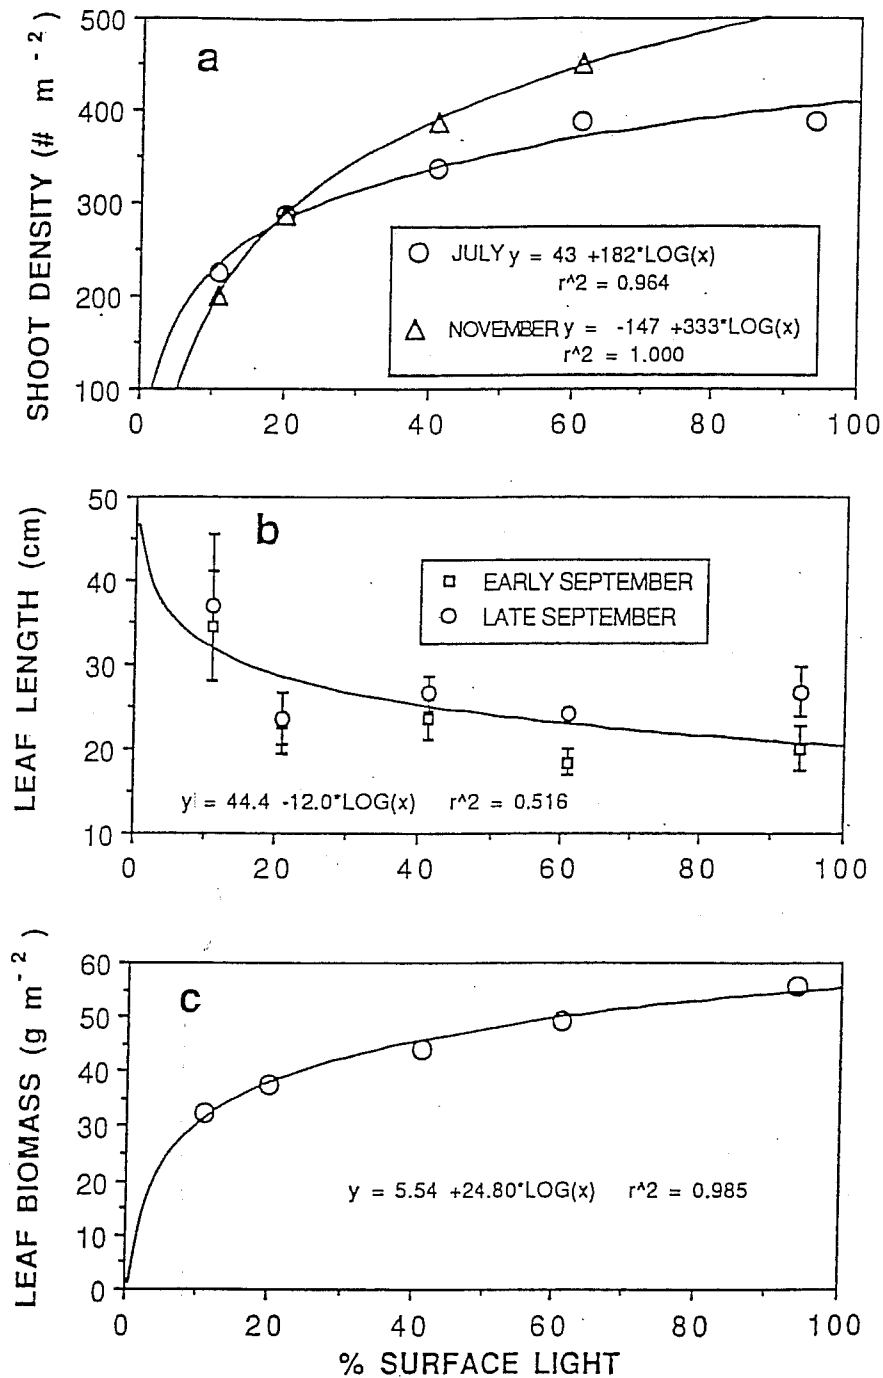 a
SHOOT DENSITY (# m -2)
500
400
300
200
100
JULY y = 43 +182*LOG(x)
r^2 = 0.964
NOVEMBER y = -147 +333*LOG(x)
r^2 = 1.000
0 20 40 60 80 100
b
LEAF LENGTH (cm)
50
40
30
20
10
EARLY SEPTEMBER
LATE SEPTEMBER
y = 44.4 -12.0*LOG(x) r^2 = 0.516
0 20 40 60 80 100
c
LEAF BIOMASS (g m -2)
60
50
40
30
20
10
0
y = 5.54 +24.80*LOG(x) r^2 = 0.985
0 20 40 60 80 100
% SURFACE LIGHT